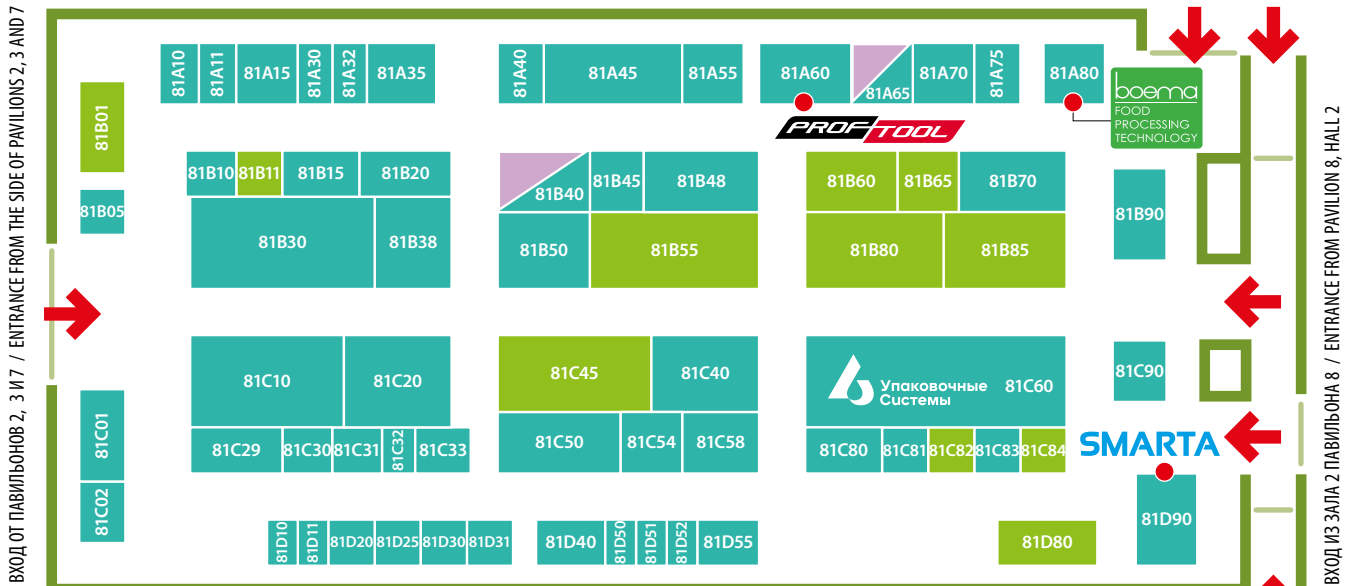 ВХОД ОТ ПАВИЛЬОНОВ 2, 3 И 7 / ENTRANCE FROM THE SIDE OF PAVILIONS 2, 3 AND 7
81A10
81A11
81A15
81A30
81A32
81A35
81A40
81A45
81A55
81A60
81A65
81A70
81A75
81A80
PROFTOOL
boema
FOOD
PROCESSING
TECHNOLOGY
81B01
81B05
81B10
81B11
81B15
81B20
81B30
81B38
81B40
81B45
81B48
81B50
81B55
81B60
81B65
81B70
81B80
81B85
81B90
81C01
81C02
81C10
81C20
81C29
81C30
81C31
81C32
81C33
81C45
81C40
81C50
81C54
81C58
Упаковочные
Системы
81C60
81C80
81C81
81C82
81C83
81C84
81C90
SMARTA
81D10
81D11
81D20
81D25
81D30
81D31
81D40
81D50
81D51
81D52
81D55
81D80
81D90
ВХОД ИЗ ЗАЛА 2 ПАВИЛЬОНА 8 / ENTRANCE FROM PAVILION 8, HALL 2